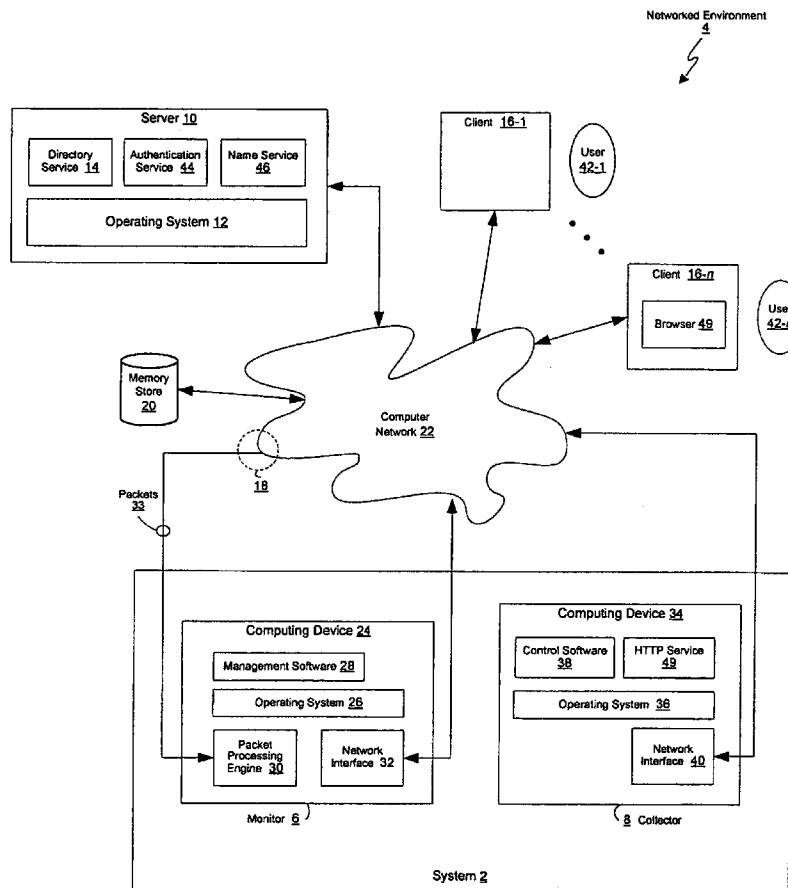 Networked Environment
4
Server 10
Directory
Service 14
Authentication
Service 44
Name Service
46
Operating System 12
Client 16-1
User
42-1
Client 16-n
Browser 49
Use
42-n
Memory
Store
20
Computer
Network 22
18
Packets
33
Computing Device 24
Management Software 28
Operating System 26
Packet
Processing
Engine 30
Network
Interface 32
Monitor 6
Computing Device 34
Control Software
38
HTTP Service
49
Operating System 36
Network
Interface 40
8 Collector
System 2